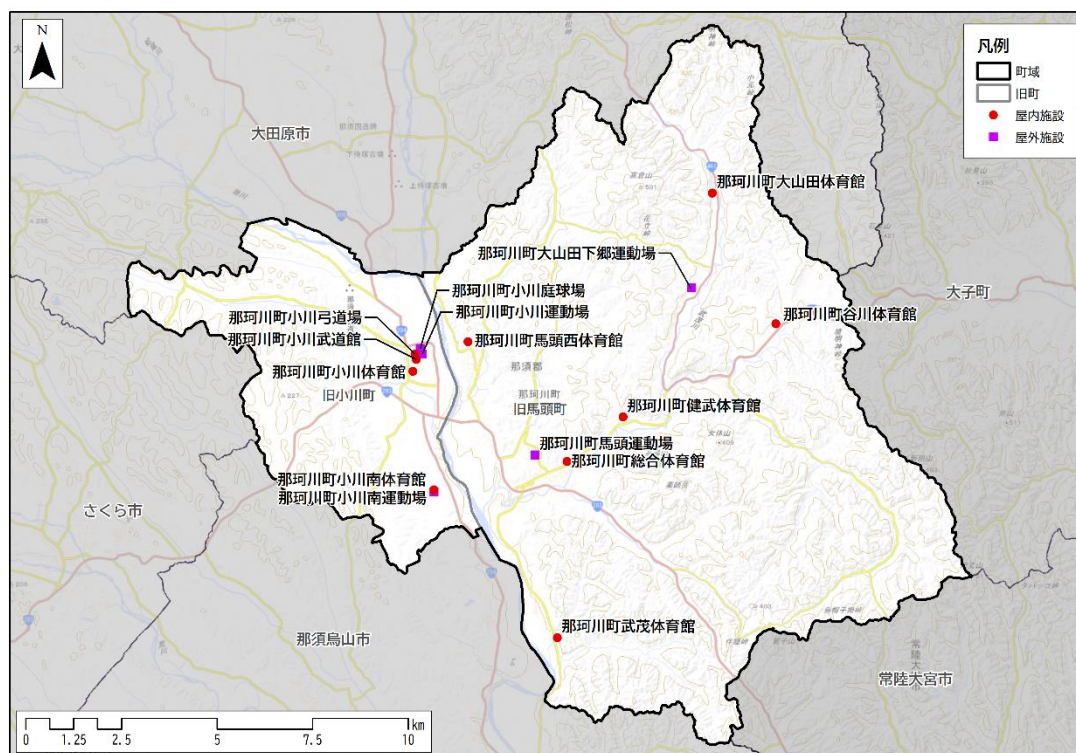 N
凡例
町域
旧町
屋内施設
屋外施設
大田原市
那珂川町大山田体育館
那珂川町大山田下郷運動場
大子町
那珂川町小川庭球場
那珂川町小川運動場
那珂川町谷川体育館
那珂川町小川弓道場
那珂川町小川武道館
那珂川町馬頭西体育館
那珂川町小川体育館
那須郡
那珂川町
旧小川町
旧馬頭町
那珂川町健武体育館
那珂川町馬頭運動場
那珂川町総合体育館
那珂川町小川南体育館
那珂川町小川南運動場
さくら市
那須烏山市
那珂川町武茂体育館
常陸大宮市
km
0 1.25 2.5 5 7.5 10